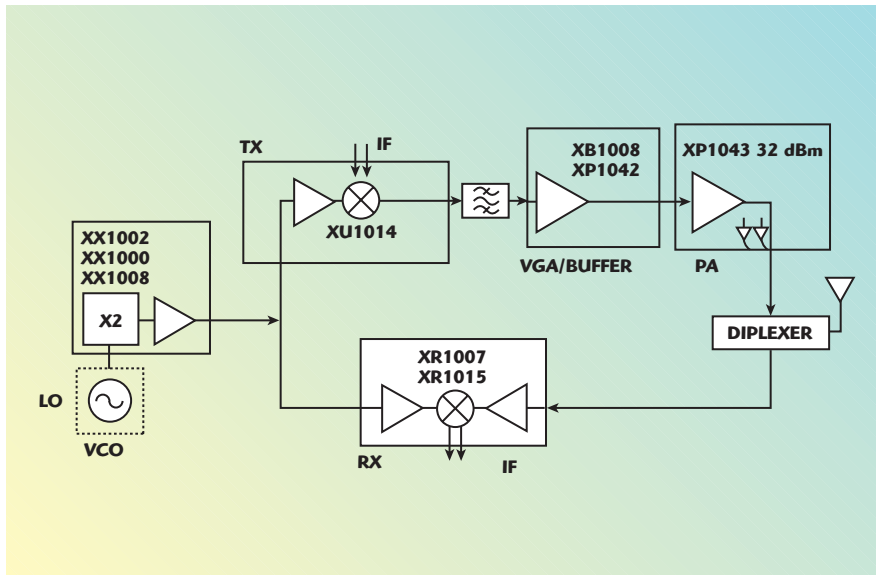 TX
IF
XU1014
XB1008
XP1042
VGA/BUFFER
XP1043 32 dBm
PA
XX1002
XX1000
XX1008
X2
LO
VCO
DIPLEXER
XR1007
XR1015
RX
IF